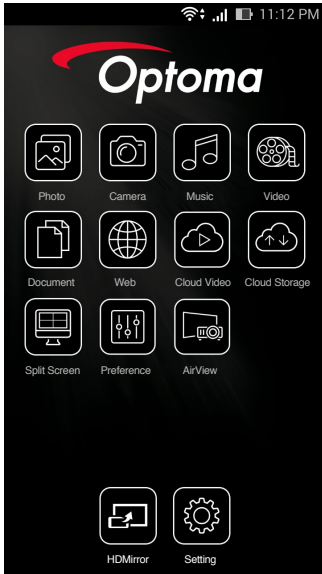 11:12 PM
Optoma
Photo Camera Music Video
Document Web Cloud Video Cloud Storage
Split Screen Preference AirView
HDMirror Setting